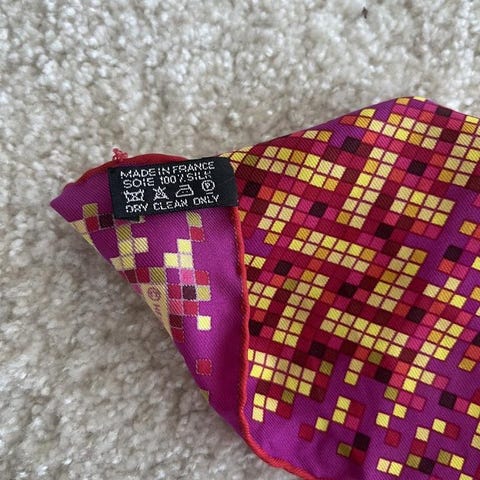 MADE IN FRANCE
SOIE 100% SILK
DRY CLEAN ONLY